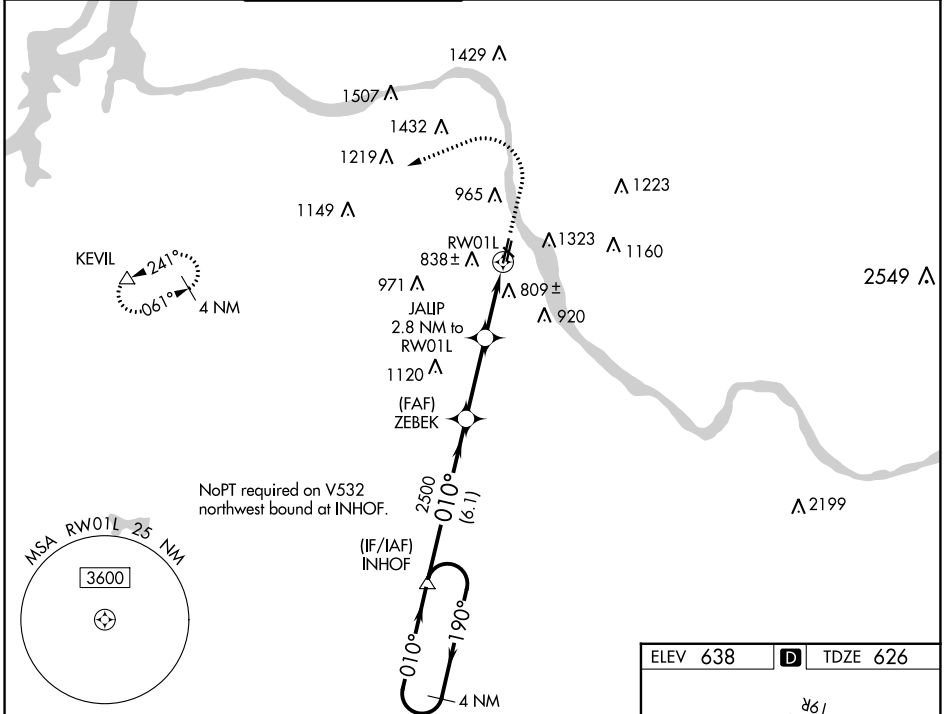 1429
1507
1432
1219
965
1223
1149
RW01L
1323
1160
838±
KEVIL
241°
061°
4 NM
971
809±
2549
JALIP
2.8 NM to
RW01L
920
1120
(FAF)
ZEBEK
NoPT required on V532
northwest bound at INHOF.
2500
010°
(6.1)
2199
(IF/IAF)
INHOF
MSA RW01L 25 NM
3600
010°
190°
4 NM
ELEV 638 D TDZE 626
19R